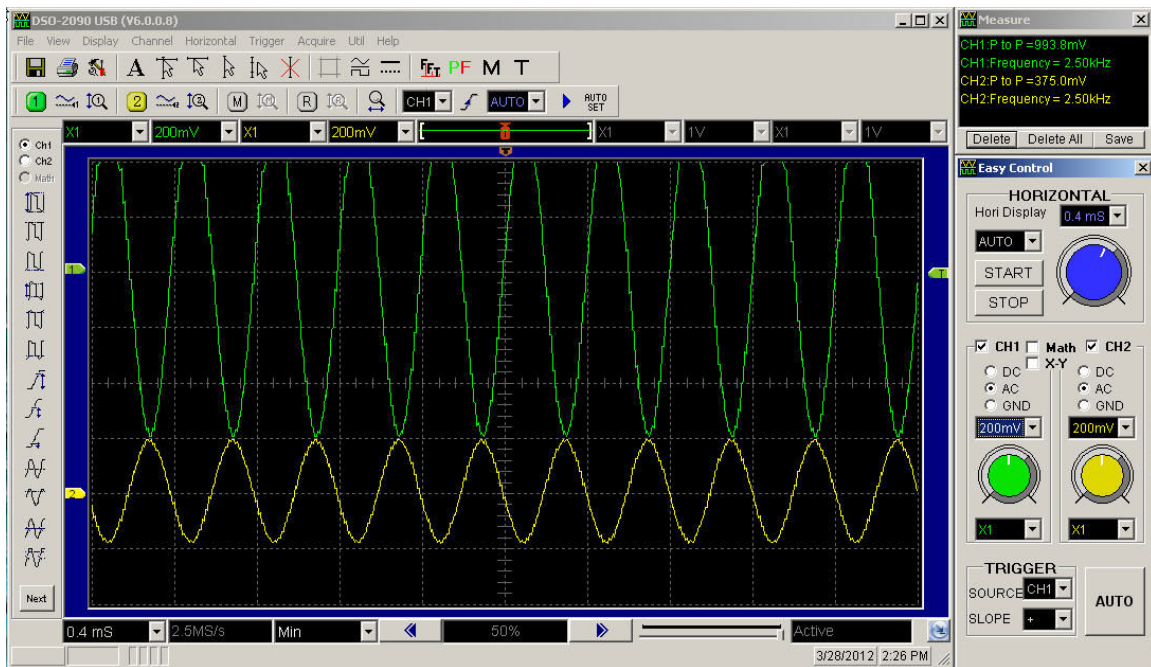 DSO-2090 USB (V6.0.0.8)
File View Display Channel Horizontal Trigger Acquire Util Help
A FFT PF M T
1 2 M R CH1 AUTO AUTO SET
X1 200mV X1 200mV X1 1V X1 1V
Ch1
Ch2
Math
1
T
2
Next
0.4 mS 2.5MS/s Min 50% Active
3/28/2012 2:26 PM
Measure
CH1:P to P =993.8mV
CH1:Frequency = 2.50kHz
CH2:P to P =375.0mV
CH2:Frequency = 2.50kHz
Delete Delete All Save
Easy Control
HORIZONTAL
Hori Display 0.4 mS
AUTO
START
STOP
CH1 Math CH2
X-Y
DC DC
AC AC
GND GND
200mV 200mV
X1 X1
TRIGGER
SOURCE CH1
SLOPE +
AUTO